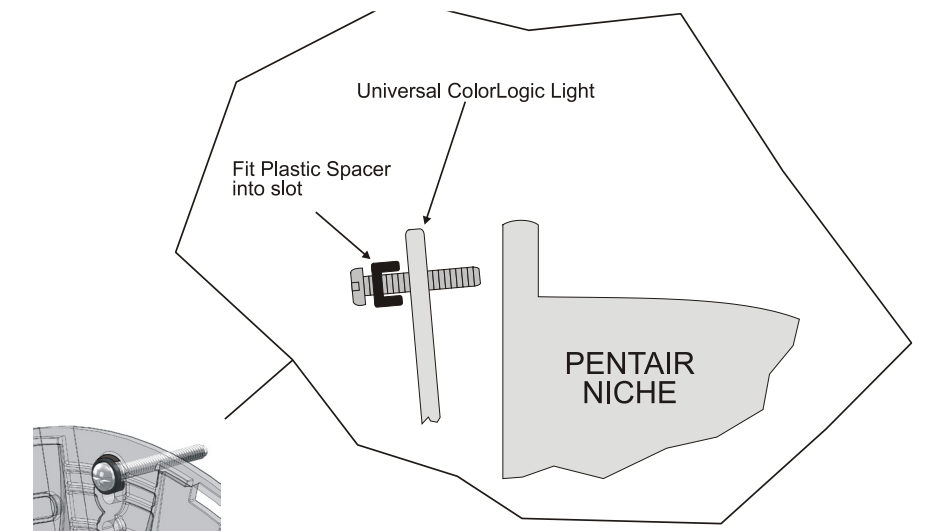 Universal ColorLogic Light
Fit Plastic Spacer
into slot
PENTAIR
NICHE